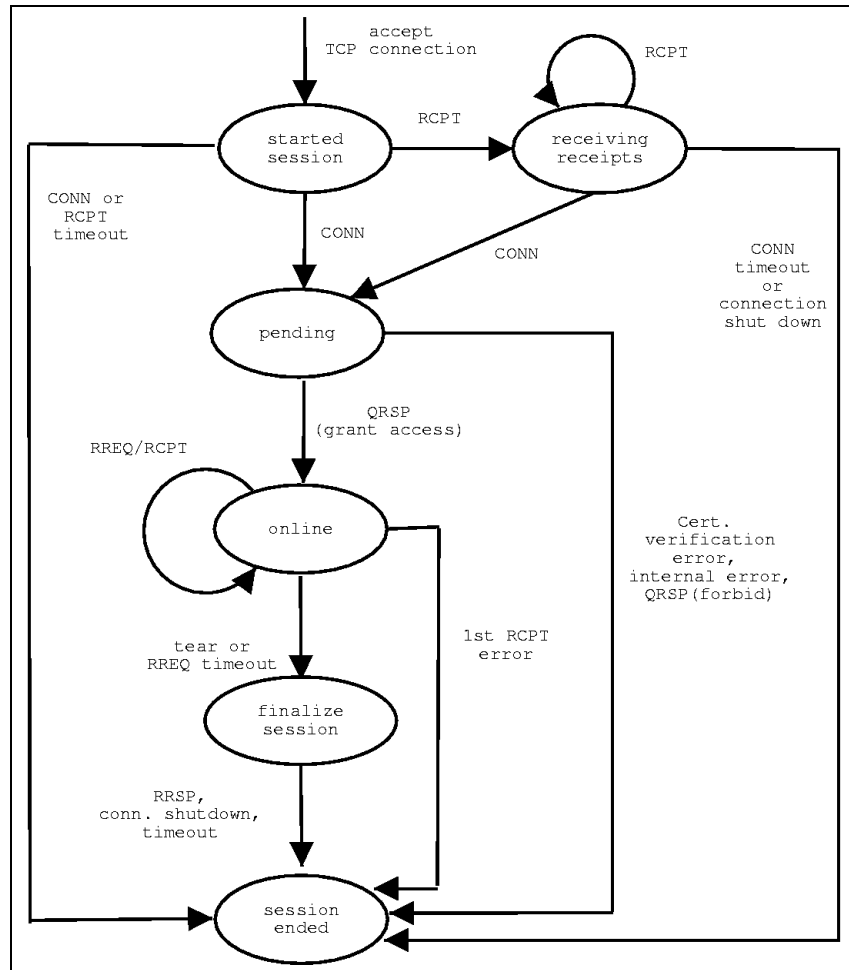 accept
TCP connection
RCPT
started
session
RCPT
receiving
receipts
CONN or
RCPT
timeout
CONN
CONN
CONN
timeout
or
connection
shut down
pending
QRSP
(grant access)
RREQ/RCPT
online
Cert.
verification
error,
internal error,
QRSP(forbid)
1st RCPT
error
tear or
RREQ timeout
finalize
session
RRSP,
conn. shutdown,
timeout
session
ended